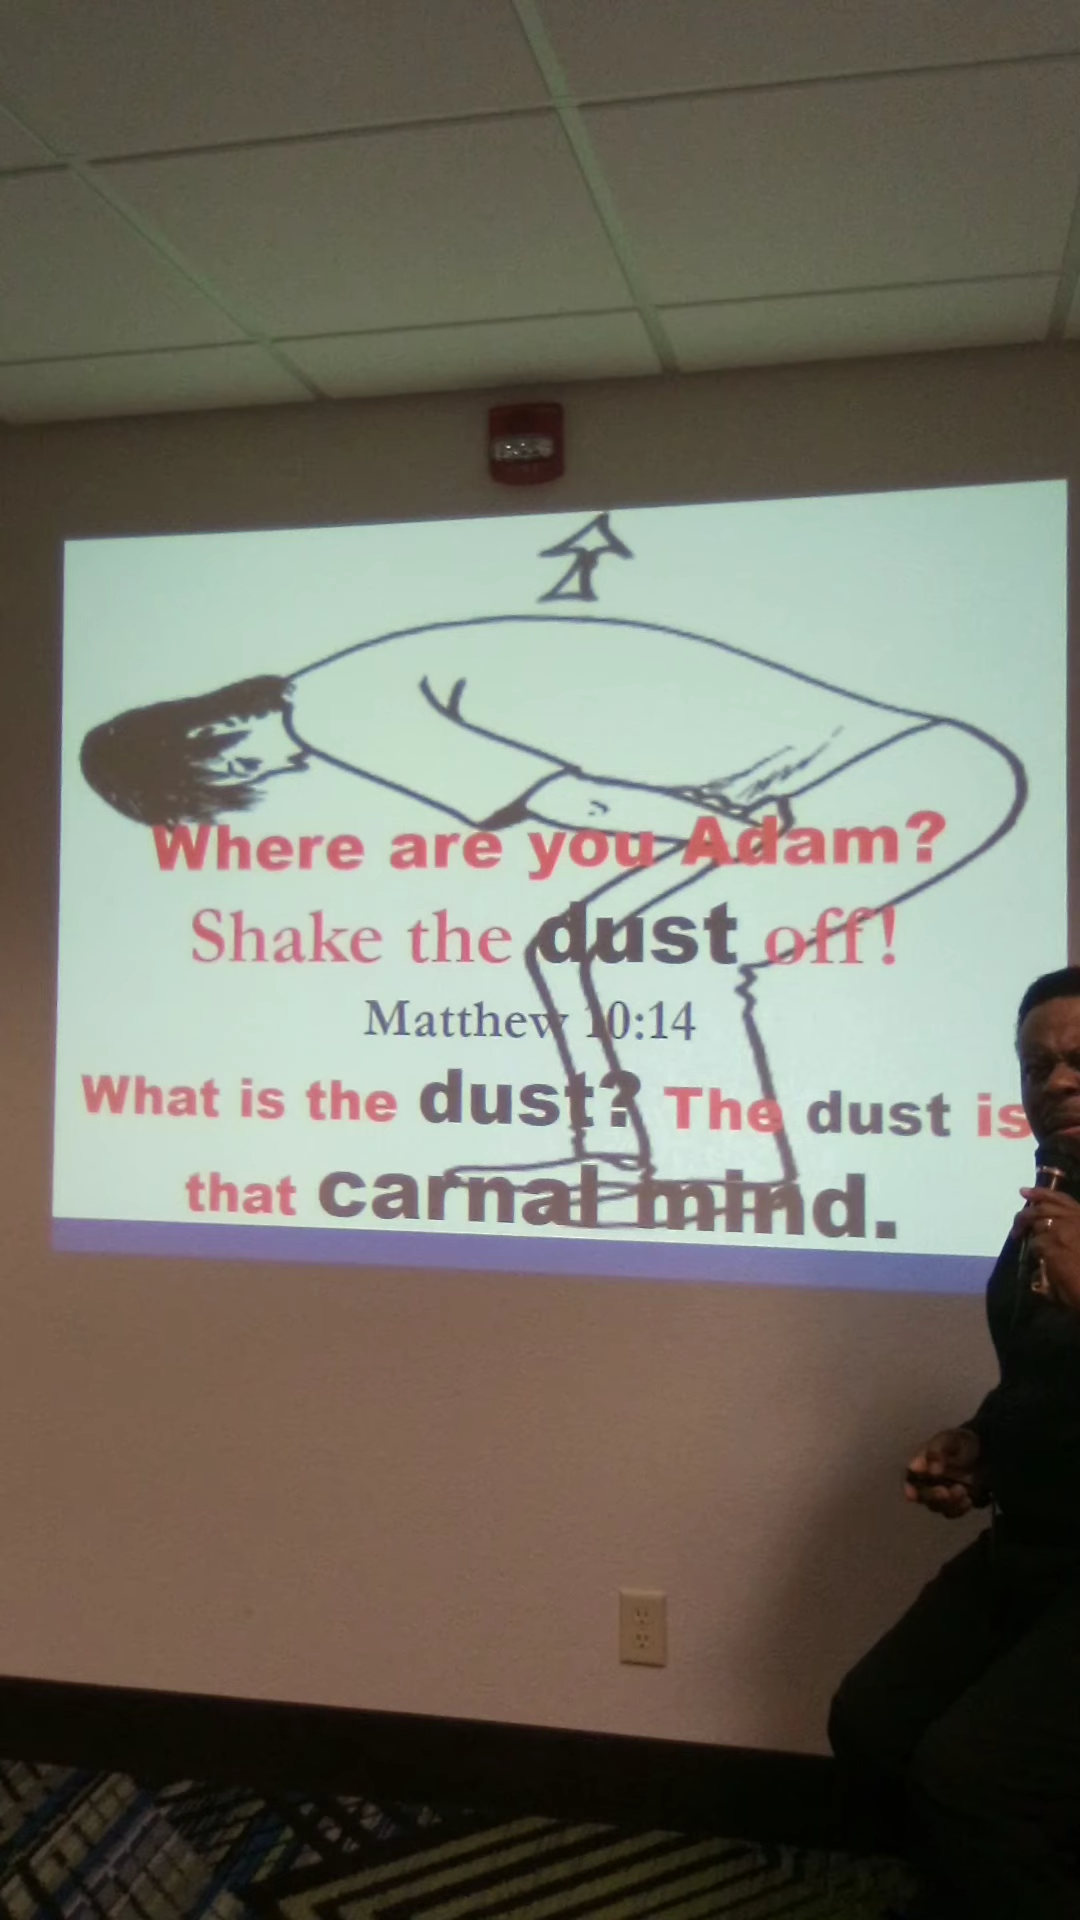 Where are you Adam?
Shake the dust off!
Matthew 10:14
What is the dust? The dust is
that carnal mind.